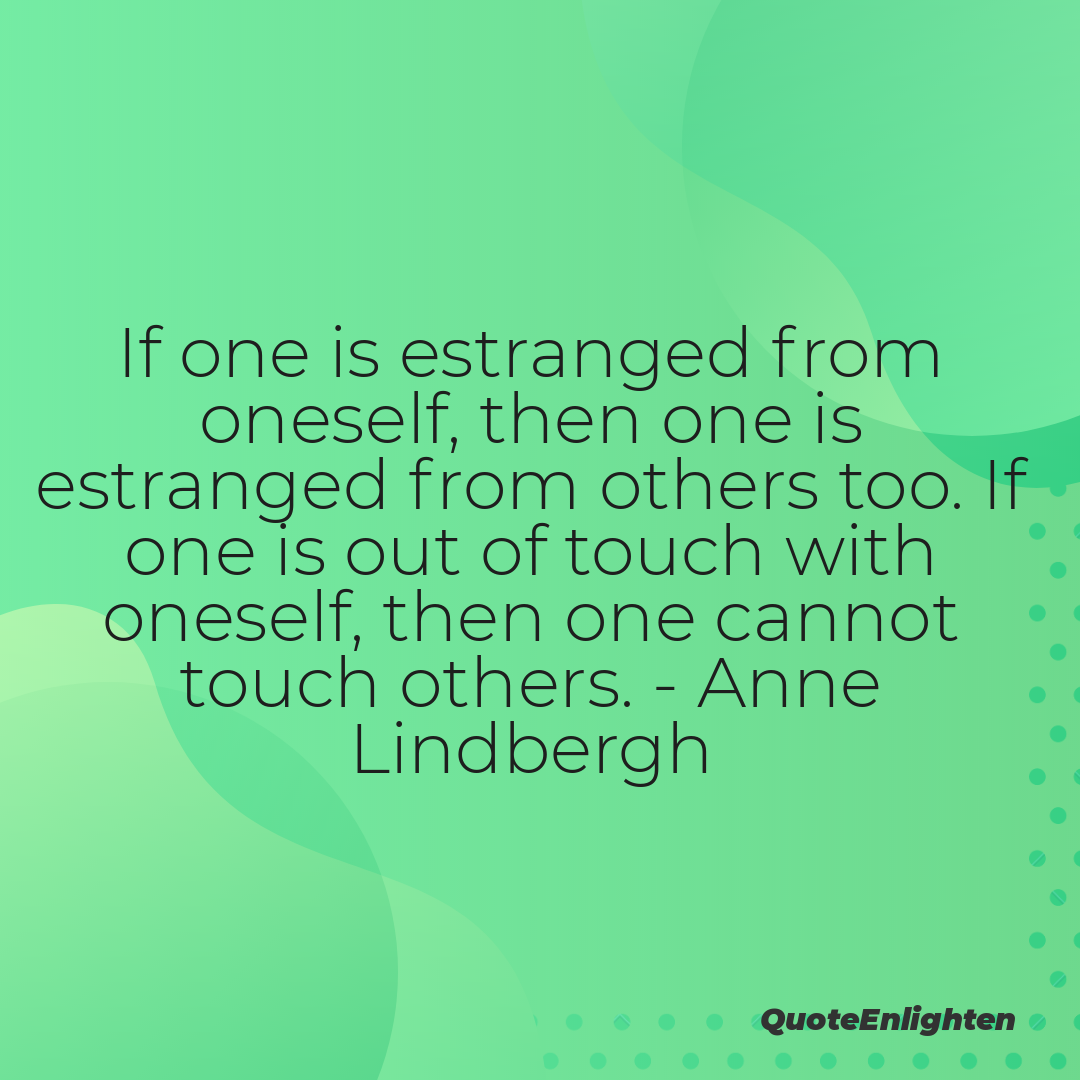 If one is estranged from
oneself, then one is
estranged from others too. If
one is out of touch with
oneself, then one cannot
touch others. - Anne
Lindbergh
QuoteEnlighten